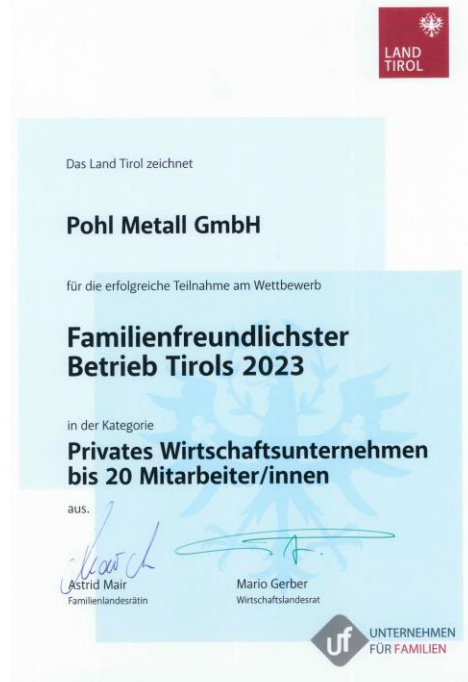 LAND
TIROL
Das Land Tirol zeichnet
Pohl Metall GmbH
für die erfolgreiche Teilnahme am Wettbewerb
Familienfreundlichster
Betrieb Tirols 2023
in der Kategorie
Privates Wirtschaftsunternehmen
bis 20 Mitarbeiter/innen
aus.
Astrid Mair
Mario Gerber
Familienlandesrätin
Wirtschaftslandesrat
uf
UNTERNEHMEN
FÜR FAMILIEN